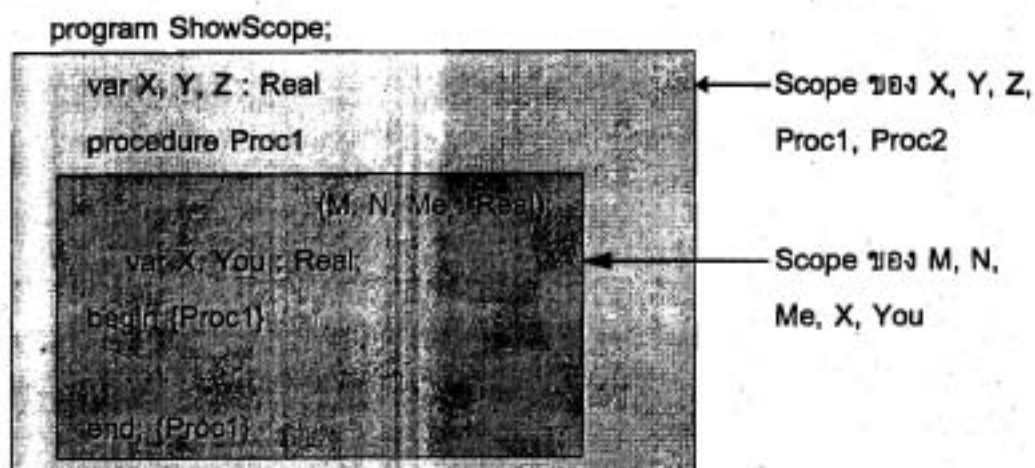 program ShowScope;
var X, Y, Z : Real
procedure Proc1
(M, N, Me, : Real);
var X, You : Real;
begin {Proc1}
end; {Proc1}
Scope ของ X, Y, Z,
Proc1, Proc2
Scope ของ M, N,
Me, X, You